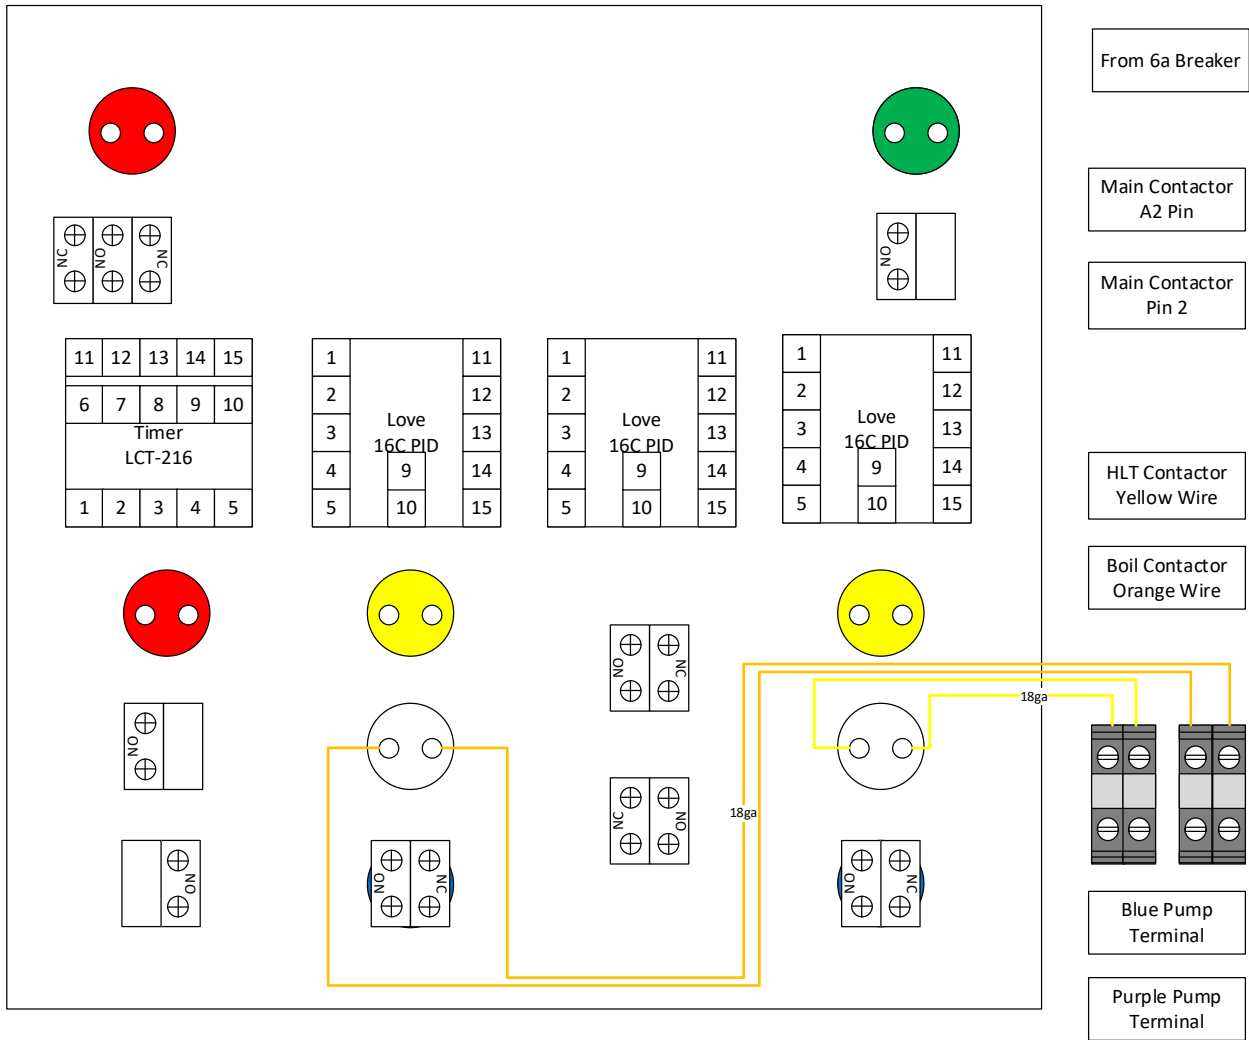 From 6a Breaker
Main Contactor
A2 Pin
NC
NO
NC
NO
Main Contactor
Pin 2
11 12 13 14 15
6 7 8 9 10
Timer
LCT-216
1 2 3 4 5
1
2
3
4
5
Love
16C PID
9
10
11
12
13
14
15
1
2
3
4
5
Love
16C PID
9
10
11
12
13
14
15
1
2
3
4
5
Love
16C PID
9
10
11
12
13
14
15
HLT Contactor
Yellow Wire
Boil Contactor
Orange Wire
NO
NC
18ga
NO
NC
NO
18ga
NO
NO
NC
NO
NC
Blue Pump
Terminal
Purple Pump
Terminal